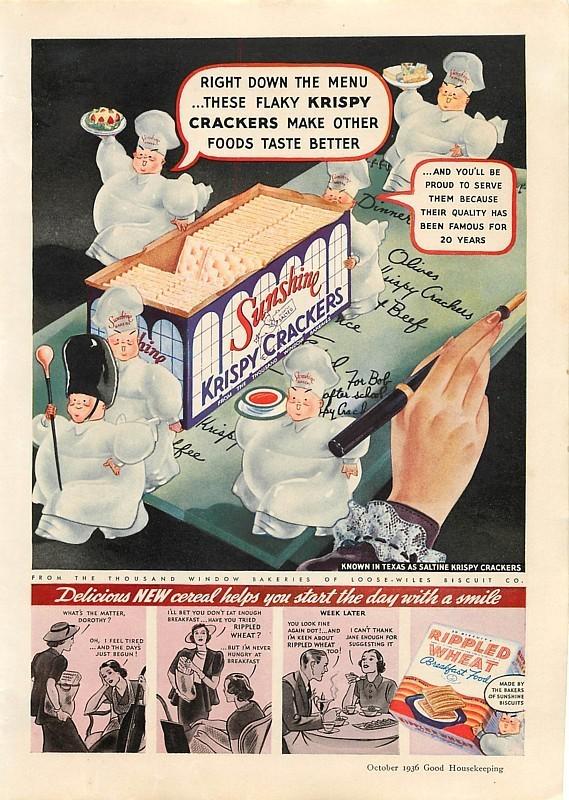 RIGHT DOWN THE MENU
...THESE FLAKY KRISPY
CRACKERS MAKE OTHER
FOODS TASTE BETTER
...AND YOU'LL BE
PROUD TO SERVE
THEM BECAUSE
THEIR QUALITY HAS
BEEN FAMOUS FOR
20 YEARS
Dinner
Olives
Krispy Crackers
Beef
For Bob
after school
Sunshine
KRISPY CRACKERS
FROM THE THOUSAND WINDOW BAKERIES
Krispy
KNOWN IN TEXAS AS SALTINE KRISPY CRACKERS
FROM THE THOUSAND WINDOW BAKERIES OF LOOSE-WILES BISCUIT CO.
Delicious NEW cereal helps you start the day with a smile
WHAT'S THE MATTER,
DOROTHY?
OH, I FEEL TIRED
...AND THE DAY'S
JUST BEGUN!
I'LL BET YOU DON'T EAT ENOUGH
BREAKFAST...HAVE YOU TRIED
RIPPLED
WHEAT?
...BUT I'M NEVER
HUNGRY AT
BREAKFAST
WEEK LATER
YOU LOOK FINE
AGAIN DOT!...AND
I'M KEEN ABOUT
RIPPLED WHEAT
TOO!
I CAN'T THANK
JANE ENOUGH FOR
SUGGESTING IT
RIPPLED
WHEAT
Breakfast Food
MADE BY
THE BAKERS
OF SUNSHINE
BISCUITS
October 1936 Good Housekeeping